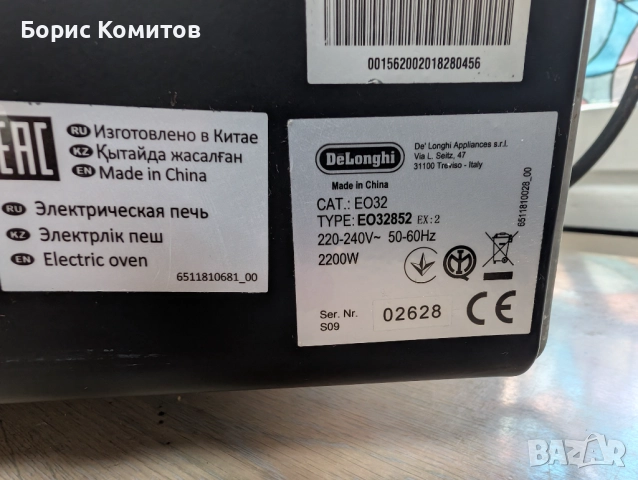 Борис Комитов
001562002018280456
EAC
RU Изготовлено в Китае
KZ Қытайда жасалған
EN Made in China
RU Электрическая печь
KZ Электрлік пеш
EN Electric oven
6511810681_00
DeLonghi
De' Longhi Appliances s.r.l.
Via L. Seitz, 47
31100 Treviso - Italy
Made in China
CAT.: EO32
TYPE: EO32852 EX: 2
220-240V~ 50-60Hz
2200W
6511810028_00
Ser. Nr.
S09
02628
CE
BAZAR